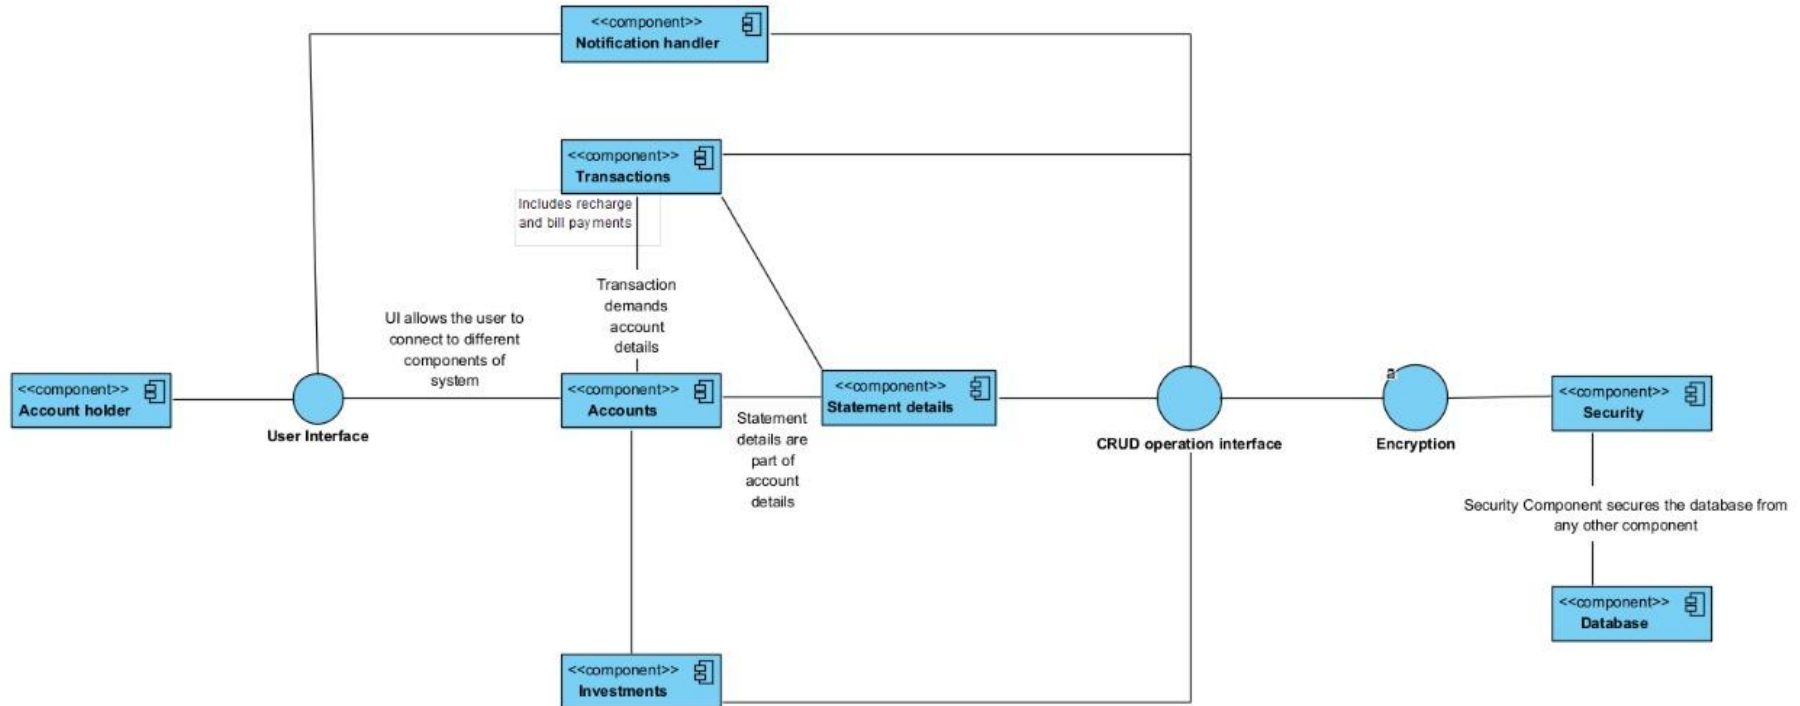 <<component>>
Notification handler
<<component>>
Transactions
Includes recharge
and bill payments
Transaction
demands
account
details
UI allows the user to
connect to different
components of
system
<<component>>
Account holder
User Interface
<<component>>
Accounts
Statement
details are
part of
account
details
<<component>>
Statement details
CRUD operation interface
a
Encryption
<<component>>
Security
Security Component secures the database from
any other component
<<component>>
Database
<<component>>
Investments